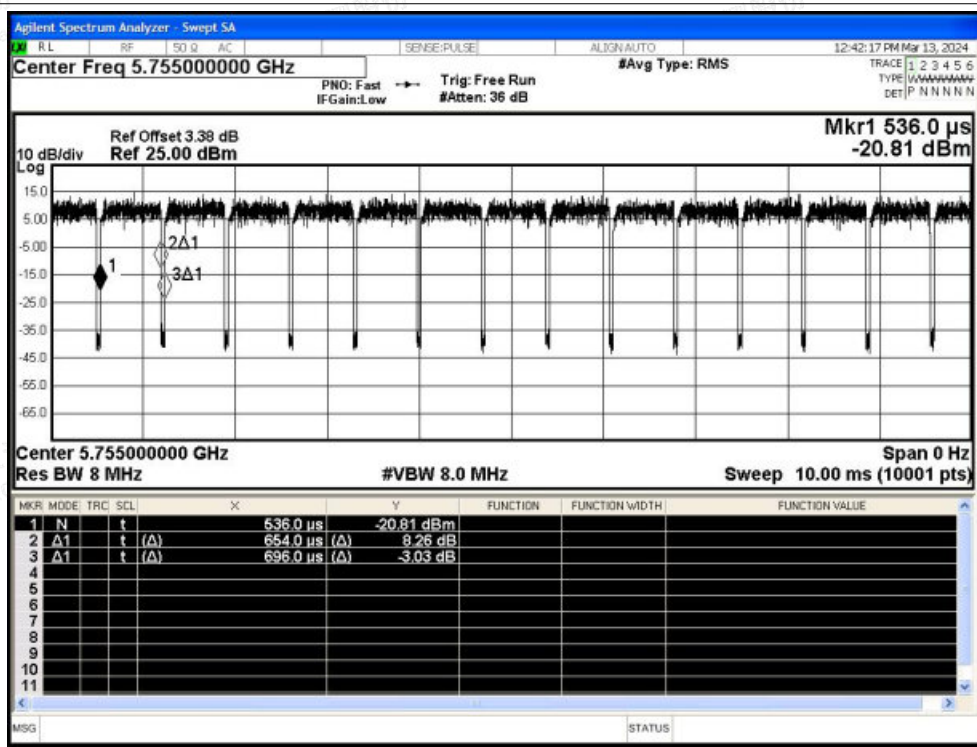 Agilent Spectrum Analyzer - Swept SA
RL RF 50 Ω AC SENSE:PULSE ALIGN AUTO 12:42:17 PM Mar 13, 2024
Center Freq 5.755000000 GHz
PNO: Fast
IFGain:Low
Trig: Free Run
#Atten: 36 dB
#Avg Type: RMS
TRACE 1 2 3 4 5 6
TYPE
DET P N N N N N
Mkr1 536.0 µs
-20.81 dBm
Ref Offset 3.38 dB
10 dB/div Ref 25.00 dBm
Log
15.0
5.00
-5.00
-15.0
-25.0
-35.0
-45.0
-55.0
-65.0
1
2Δ1
3Δ1
Center 5.755000000 GHz Span 0 Hz
Res BW 8 MHz #VBW 8.0 MHz Sweep 10.00 ms (10001 pts)
MKR MODE TRC SCL X Y FUNCTION FUNCTION WIDTH FUNCTION VALUE
1 N t 536.0 µs -20.81 dBm
2 Δ1 t (Δ) 654.0 µs (Δ) 8.26 dB
3 Δ1 t (Δ) 696.0 µs (Δ) -3.03 dB
4
5
6
7
8
9
10
11
MSG STATUS